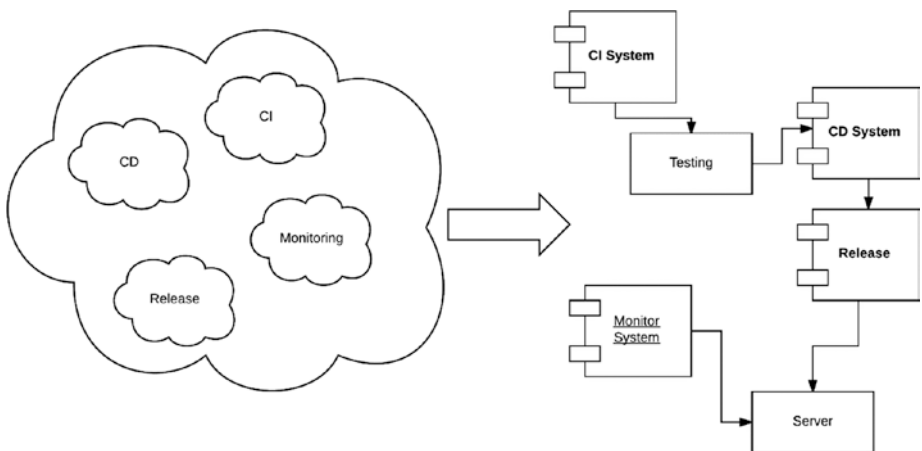 CI
CD
Monitoring
Release
CI System
Testing
CD System
Release
Monitor
System
Server